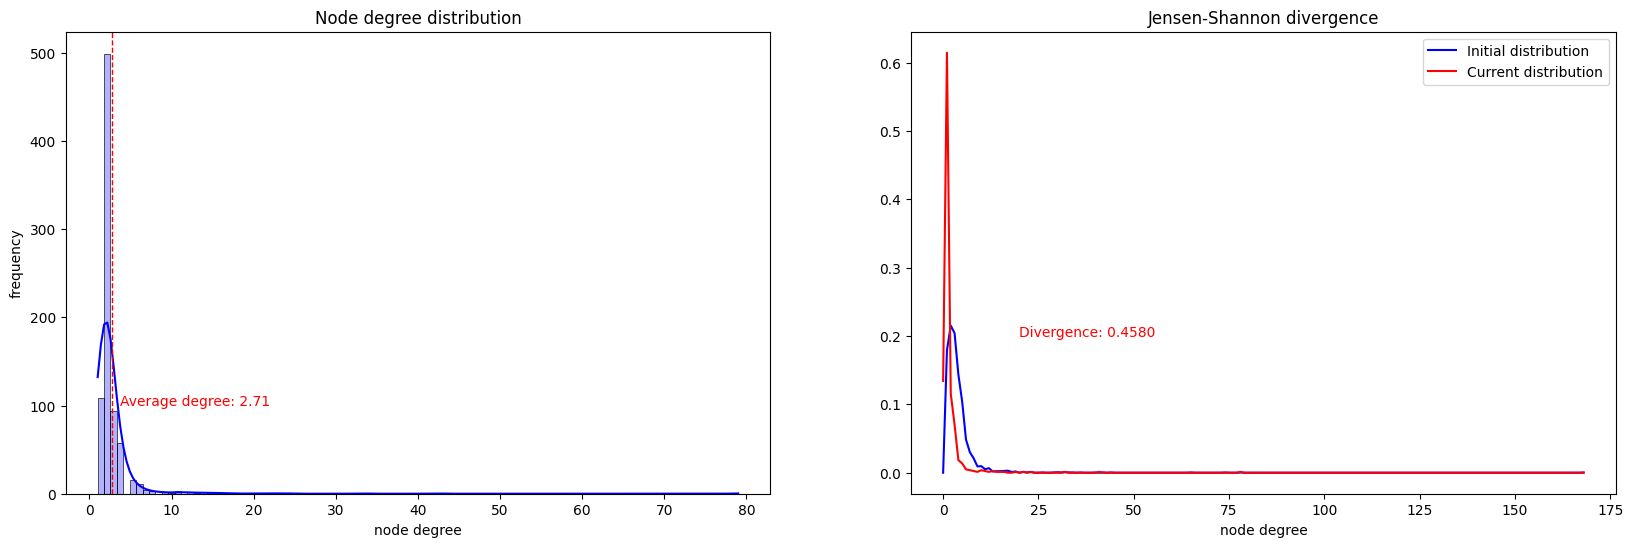 Node degree distribution
500
400
300
200
100
0
frequency
Average degree: 2.71
0 10 20 30 40 50 60 70 80
node degree
Jensen-Shannon divergence
Initial distribution
Current distribution
0.6
0.5
0.4
0.3
0.2
0.1
0.0
Divergence: 0.4580
0 25 50 75 100 125 150 175
node degree